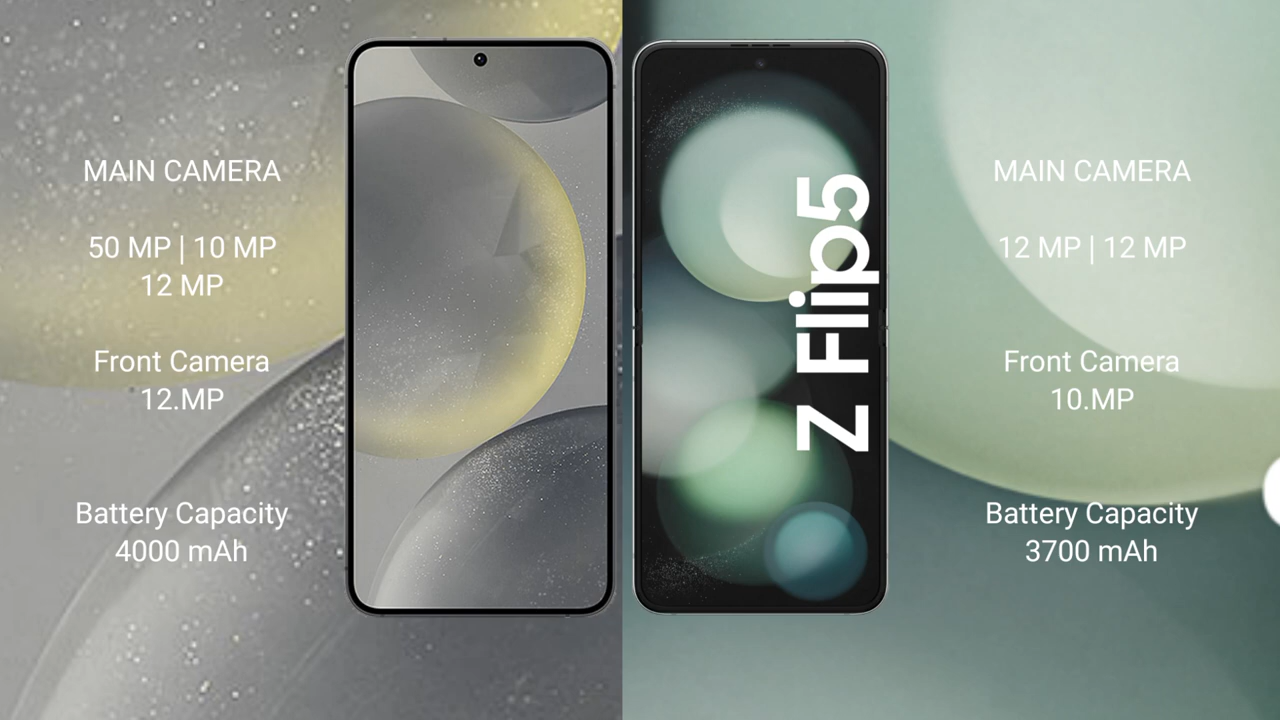 MAIN CAMERA
50 MP | 10 MP
12 MP
Front Camera
12.MP
Battery Capacity
4000 mAh
Z Flip5
MAIN CAMERA
12 MP | 12 MP
Front Camera
10.MP
Battery Capacity
3700 mAh